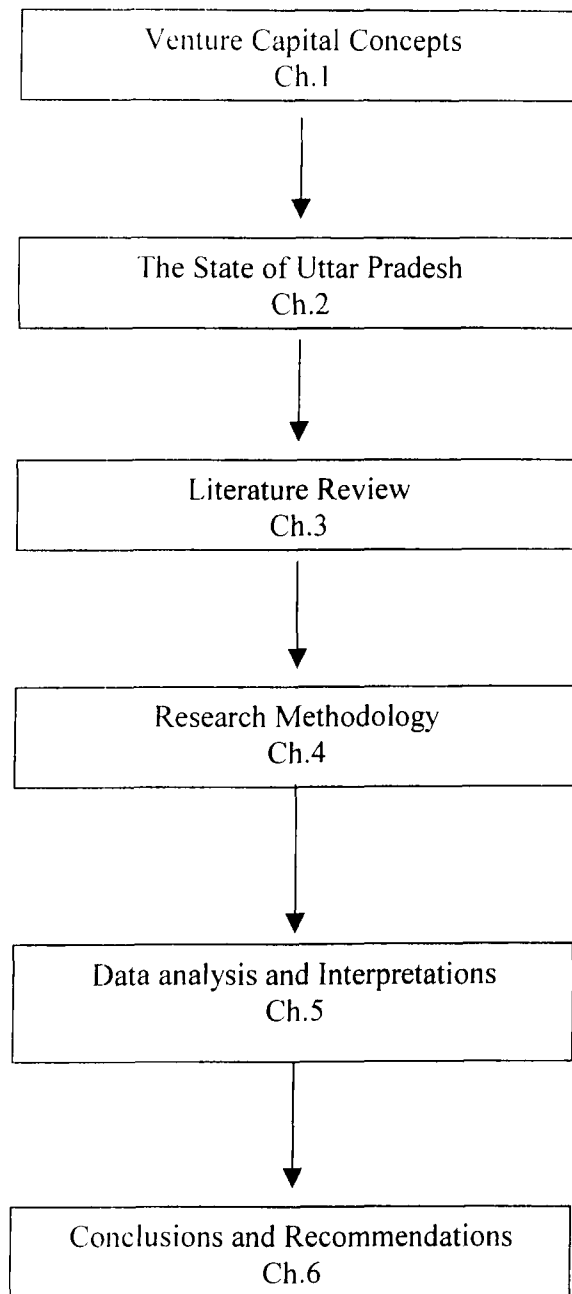 Venture Capital Concepts
Ch.1
The State of Uttar Pradesh
Ch.2
Literature Review
Ch.3
Research Methodology
Ch.4
Data analysis and Interpretations
Ch.5
Conclusions and Recommendations
Ch.6